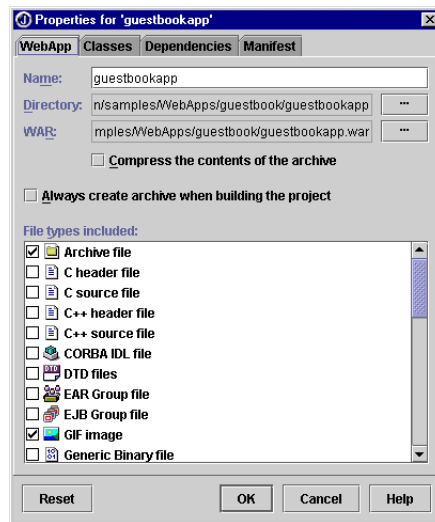 Properties for 'guestbookapp'
WebApp Classes Dependencies Manifest
Name: guestbookapp
Directory: n/samples/WebApps/guestbook/guestbookapp ...
WAR: mples/WebApps/guestbook/guestbookapp.war ...
Compress the contents of the archive
Always create archive when building the project
File types included:
Archive file
C header file
C source file
C++ header file
C++ source file
CORBA IDL file
DTD files
EAR Group file
EJB Group file
GIF image
Generic Binary file
Reset OK Cancel Help